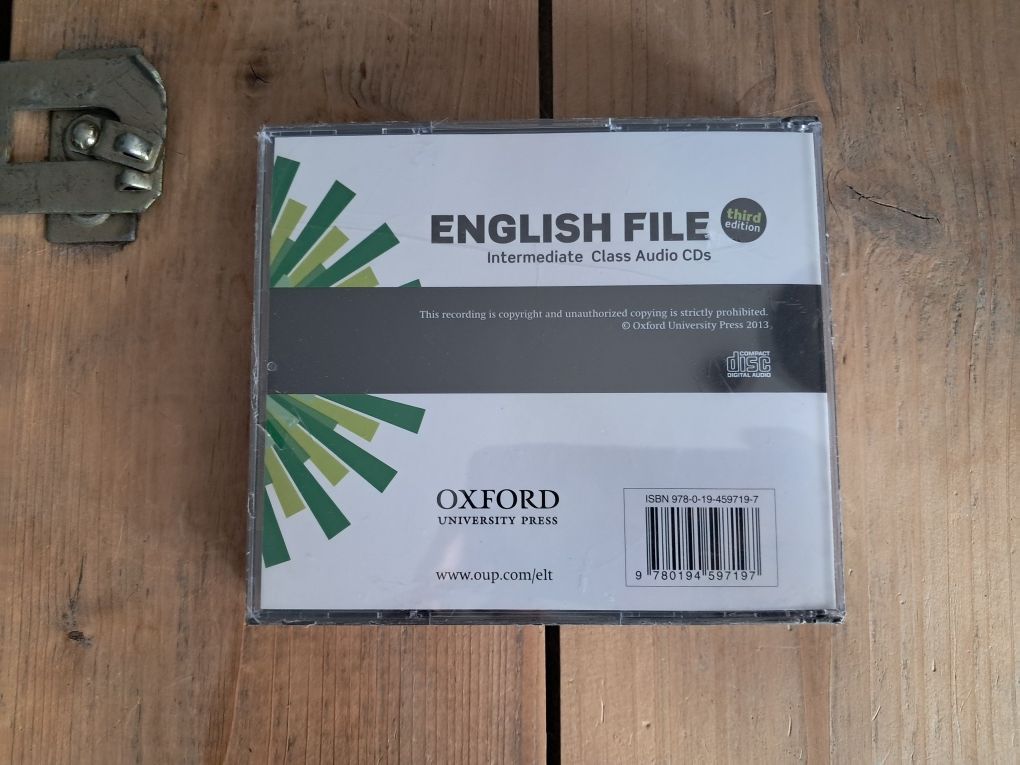 ENGLISH FILE third edition
Intermediate Class Audio CDs
This recording is copyright and unauthorized copying is strictly prohibited.
© Oxford University Press 2013
COMPACT
disc
DIGITAL AUDIO
OXFORD
UNIVERSITY PRESS
www.oup.com/elt
ISBN 978-0-19-459719-7
9 780194 597197